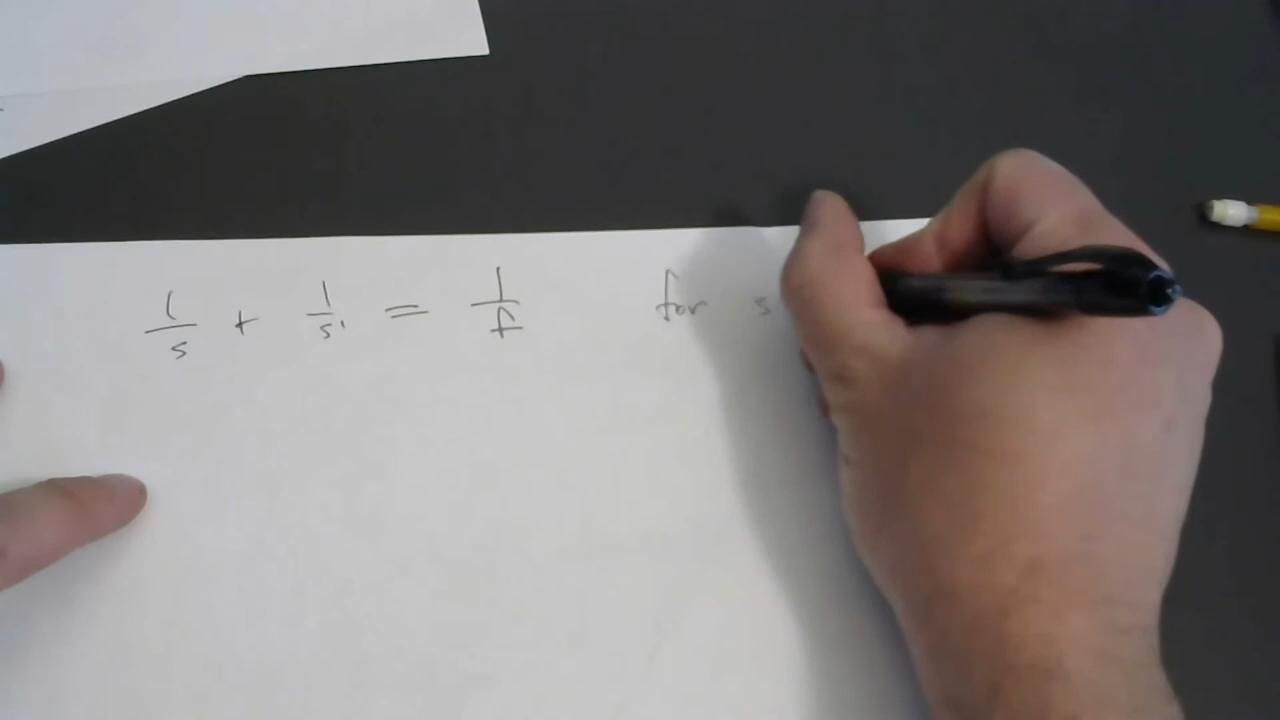 1/s + 1/s' = 1/f for s